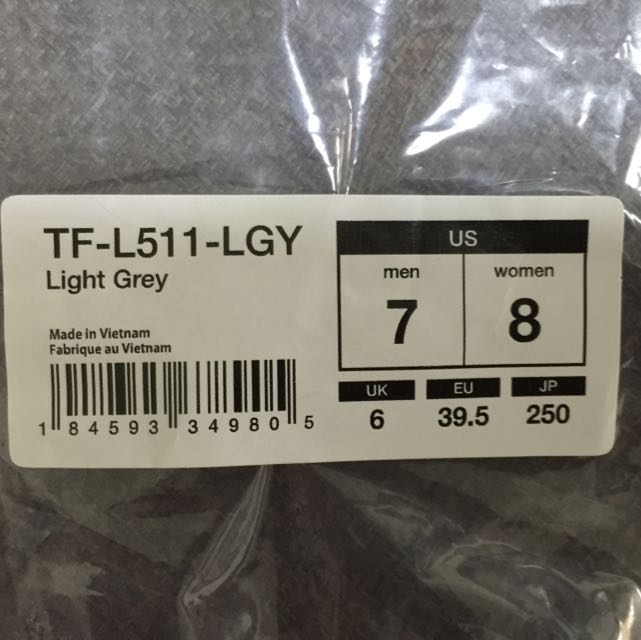 TF-L511-LGY
Light Grey
Made in Vietnam
Fabrique au Vietnam
1 84593 34980 5
US
men women
7 8
UK EU JP
6 39.5 250